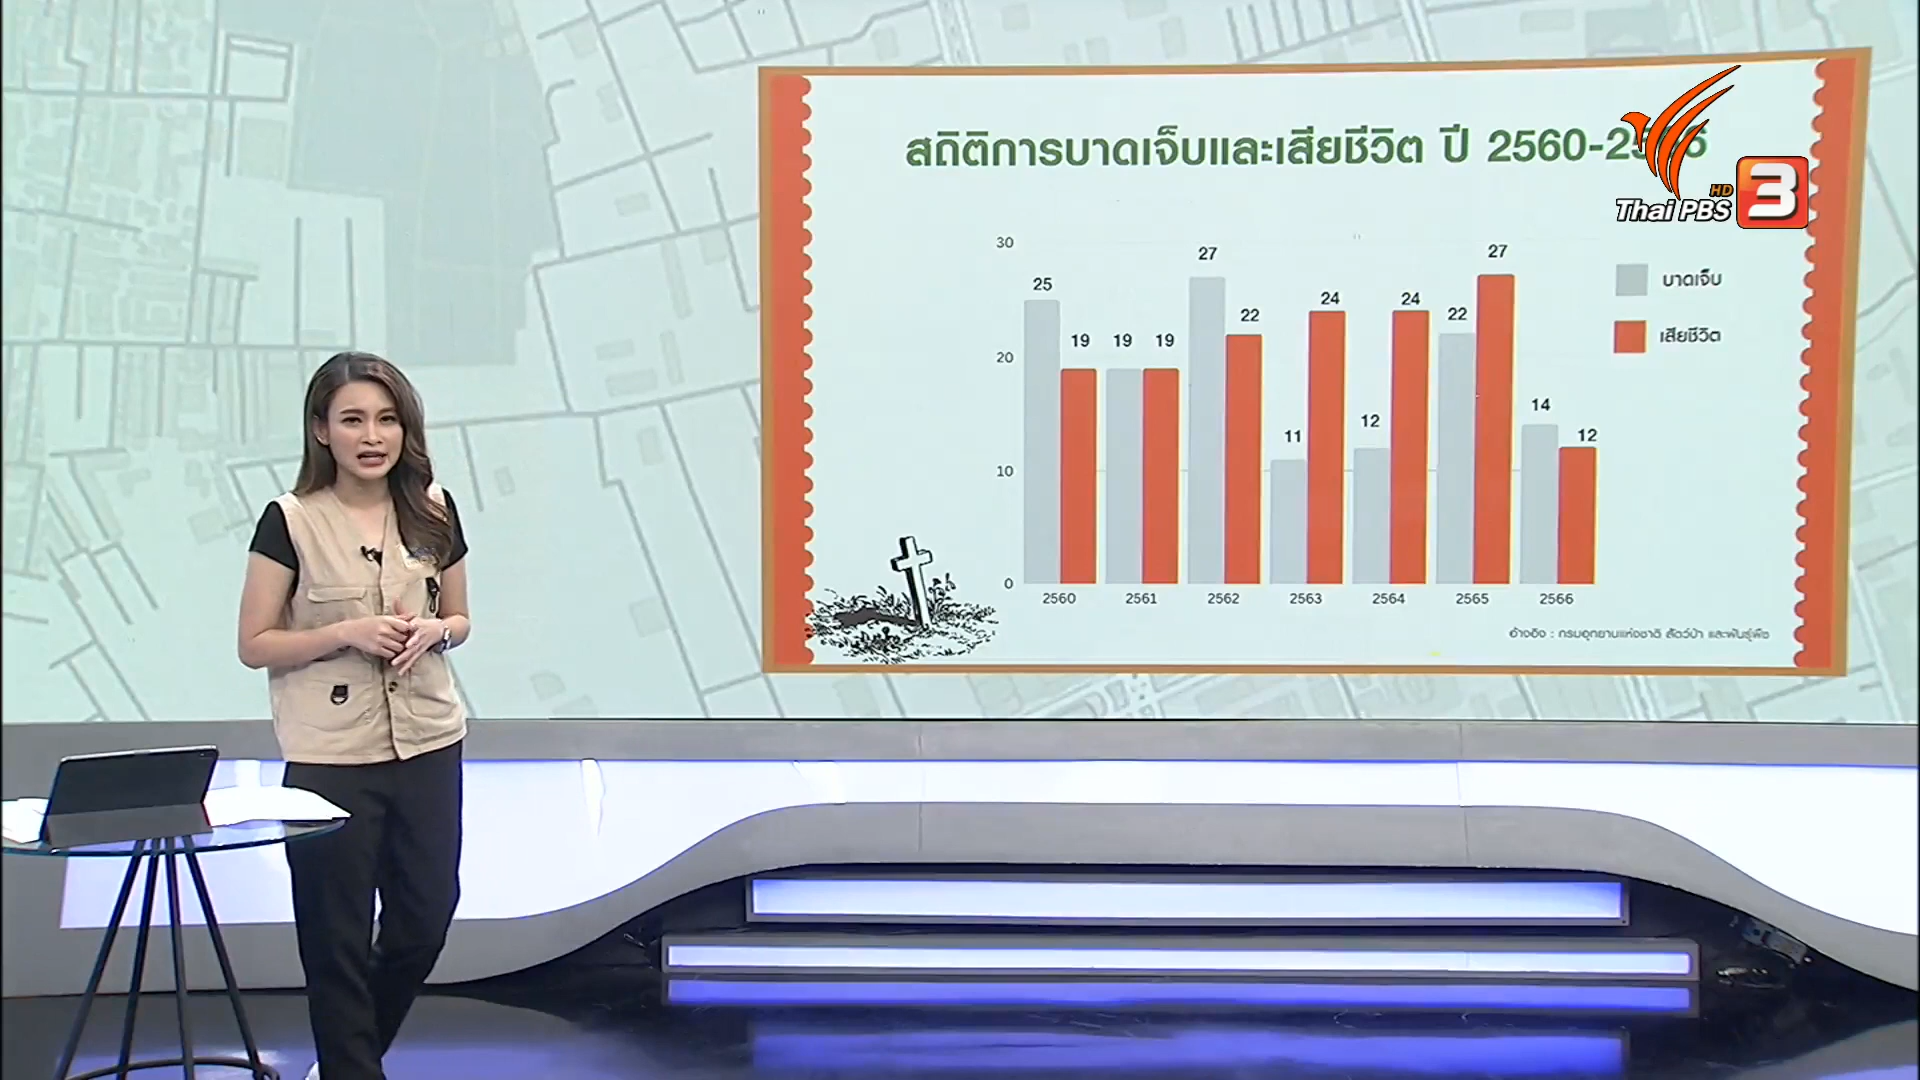 สถิติการบาดเจ็บและเสียชีวิต ปี 2560-2566
HD
Thai PBS 3
30
20
10
0
25 19
19 19
27 22
11 24
12 24
22 27
14 12
บาดเจ็บ
เสียชีวิต
2560 2561 2562 2563 2564 2565 2566
อ้างอิง : กรมอุทยานแห่งชาติ สัตว์ป่า และพันธุ์พืช